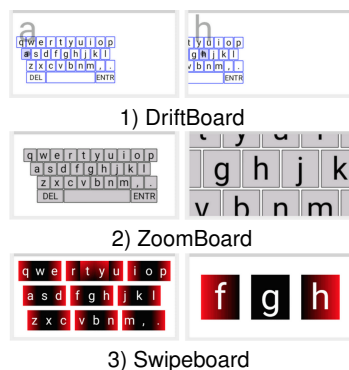 a
q w e r t y u i o p
a s d f g h j k l
z x c v b n m , .
DEL ENTR
h
t y u i o p
g h j k l
v b n m , .
ENTR
1) DriftBoard
q w e r t y u i o p
a s d f g h j k l
z x c v b n m , .
DEL ENTR
g h j k
v b n m
2) ZoomBoard
q w e r t y u i o p
a s d f g h j k l
z x c v b n m , .
f g h
3) Swipeboard